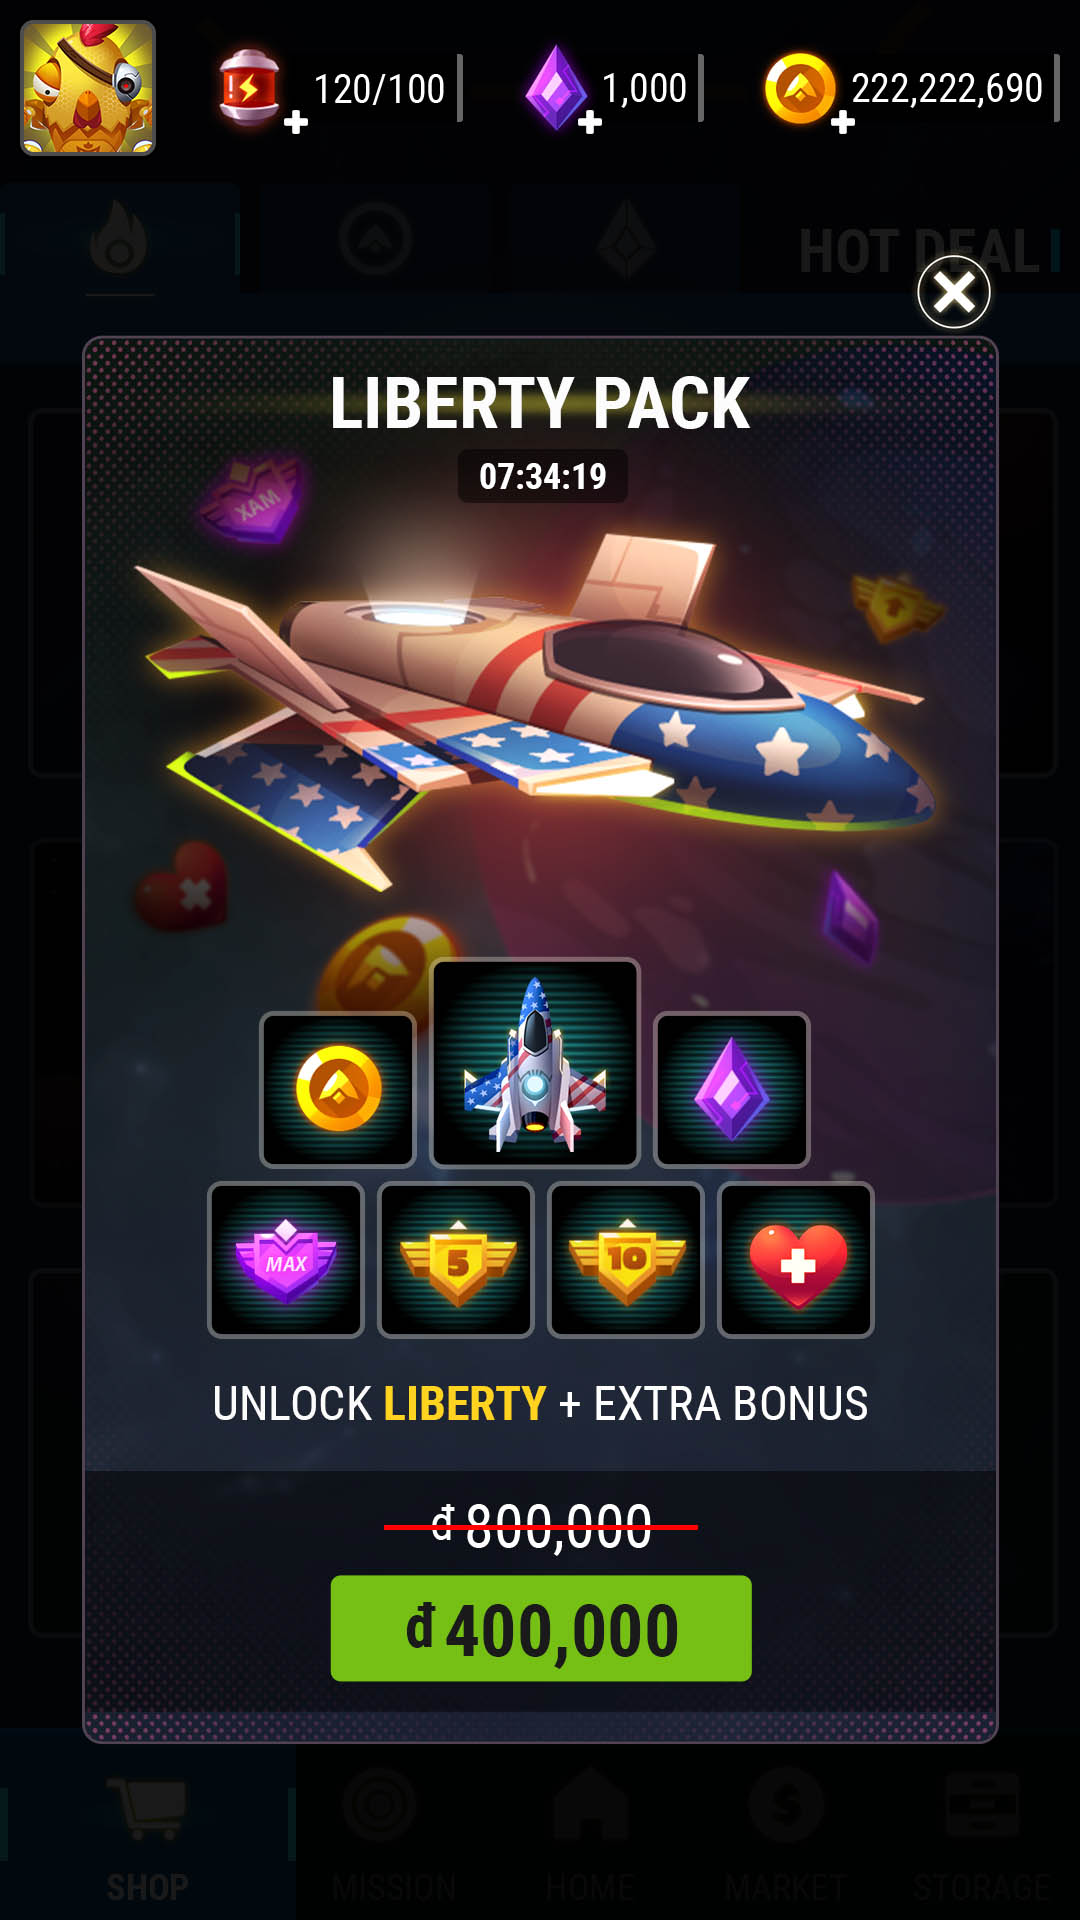 120/100
1,000
222,222,690
HOT DEAL
LIBERTY PACK
07:34:19
MAX
MAX
5
10
UNLOCK LIBERTY + EXTRA BONUS
đ 800,000
đ 400,000
SHOP
MISSION
HOME
MARKET
STORAGE